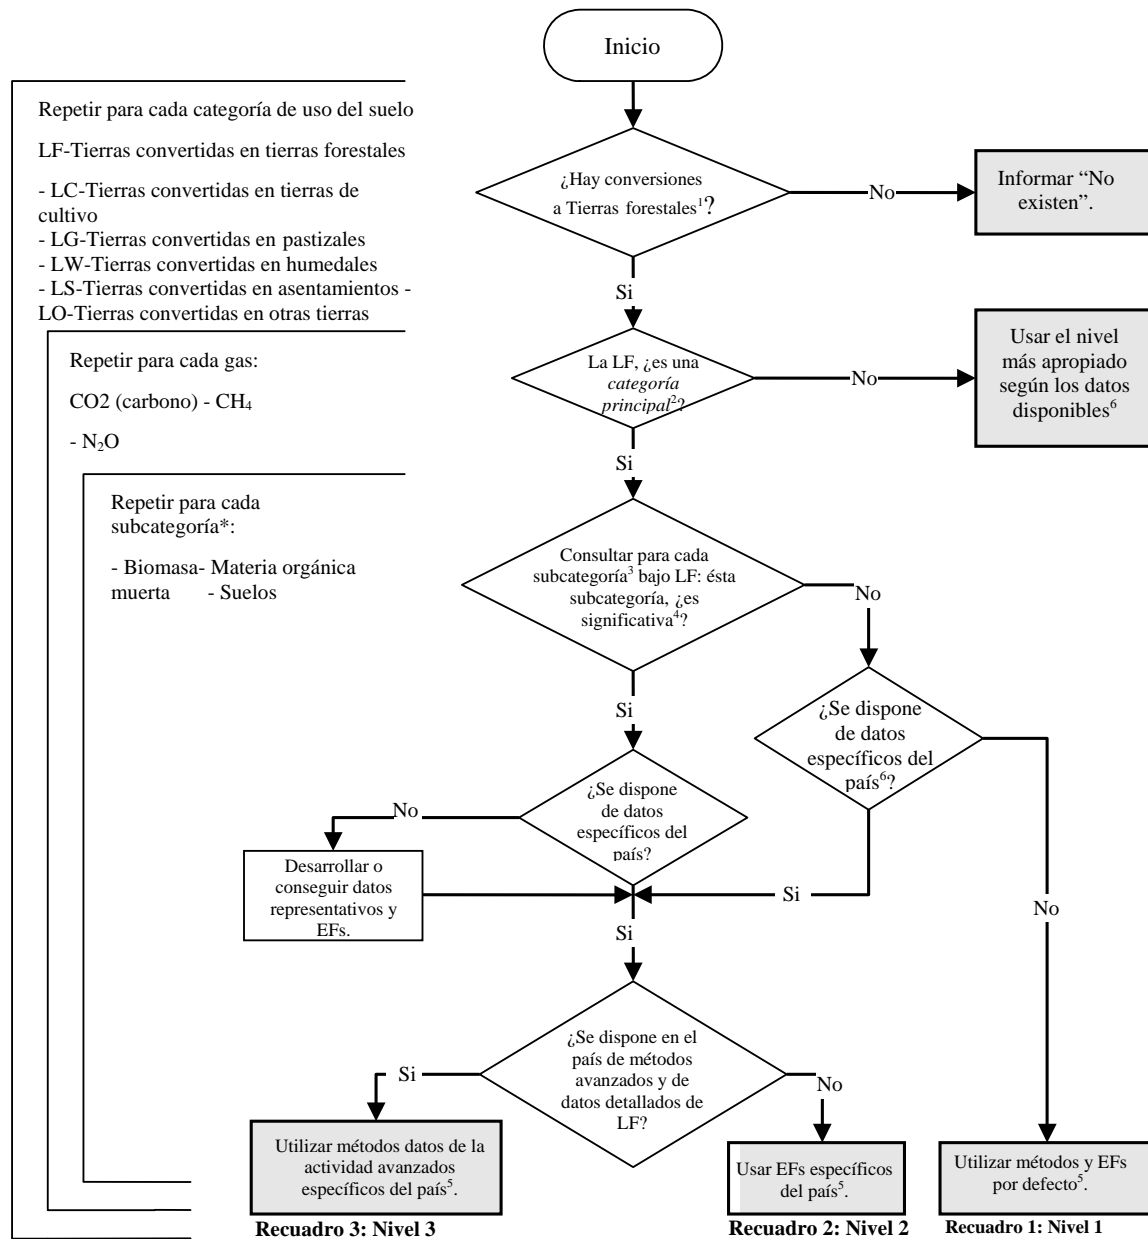 Inicio
Repetir para cada categoría de uso del suelo
LF-Tierras convertidas en tierras forestales
- LC-Tierras convertidas en tierras de
cultivo
- LG-Tierras convertidas en pastizales
- LW-Tierras convertidas en humedales
- LS-Tierras convertidas en asentamientos -
LO-Tierras convertidas en otras tierras
¿Hay conversiones
a Tierras forestales¹?
No
Informar “No
existen”.
Si
Repetir para cada gas:
CO2 (carbono) - CH₄
- N₂O
La LF, ¿es una
categoría
principal²?
No
Usar el nivel
más apropiado
según los datos
disponibles⁶
Si
Repetir para cada
subcategoría*:
- Biomasa- Materia orgánica
muerta - Suelos
Consultar para cada
subcategoría³ bajo LF: ésta
subcategoría, ¿es
significativa⁴?
No
Si
¿Se dispone
de datos
específicos del
país⁶?
¿Se dispone
de datos
específicos del
país?
No
Desarrollar o
conseguir datos
representativos y
EFs.
Si
No
Si
¿Se dispone en el
país de métodos
avanzados y de
datos detallados de
LF?
Si
No
Utilizar métodos datos de la
actividad avanzados
específicos del país⁵.
Usar EFs específicos
del país⁵.
Utilizar métodos y EFs
por defecto⁵.
Recuadro 3: Nivel 3
Recuadro 2: Nivel 2
Recuadro 1: Nivel 1